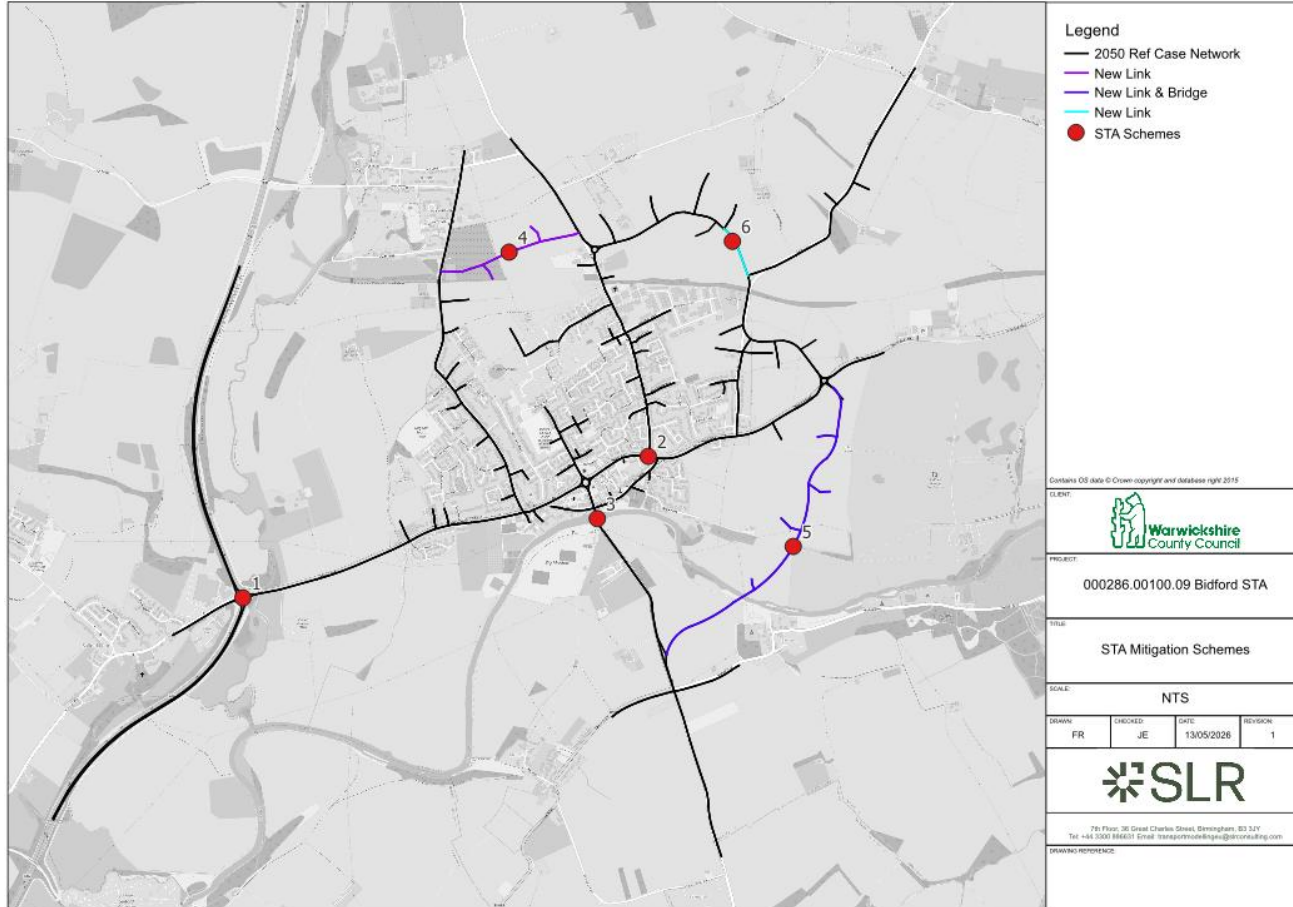 Legend
2050 Ref Case Network
New Link
New Link & Bridge
New Link
STA Schemes
6
4
2
3
5
1
Contains OS data © Crown copyright and database right 2015
CLIENT:
Warwickshire
County Council
PROJECT:
000286.00100.09 Bidford STA
TITLE:
STA Mitigation Schemes
SCALE:
NTS
DRAWN: CHECKED: DATE: REVISION:
FR JE 13/05/2026 1
SLR
7th Floor, 36 Great Charles Street, Birmingham, B3 3JY
DRAWING REFERENCE: